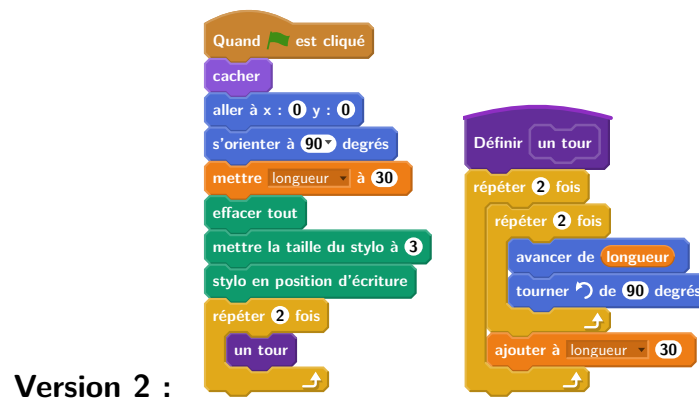 Quand est cliqué
cacher
aller à x : 0 y : 0
s'orienter à 90 degrés
mettre longueur à 30
effacer tout
mettre la taille du stylo à 3
stylo en position d'écriture
répéter 2 fois
un tour
Définir un tour
répéter 2 fois
répéter 2 fois
avancer de longueur
tourner de 90 degrés
ajouter à longueur 30
Version 2 :